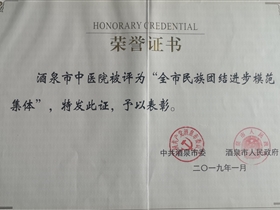 HONORARY CREDENTIAL
荣誉证书
酒泉市中医院被评为“全市民族团结进步模范
集体”，特发此证，予以表彰。
中共酒泉市委 酒泉市人民政府
二〇一九年一月